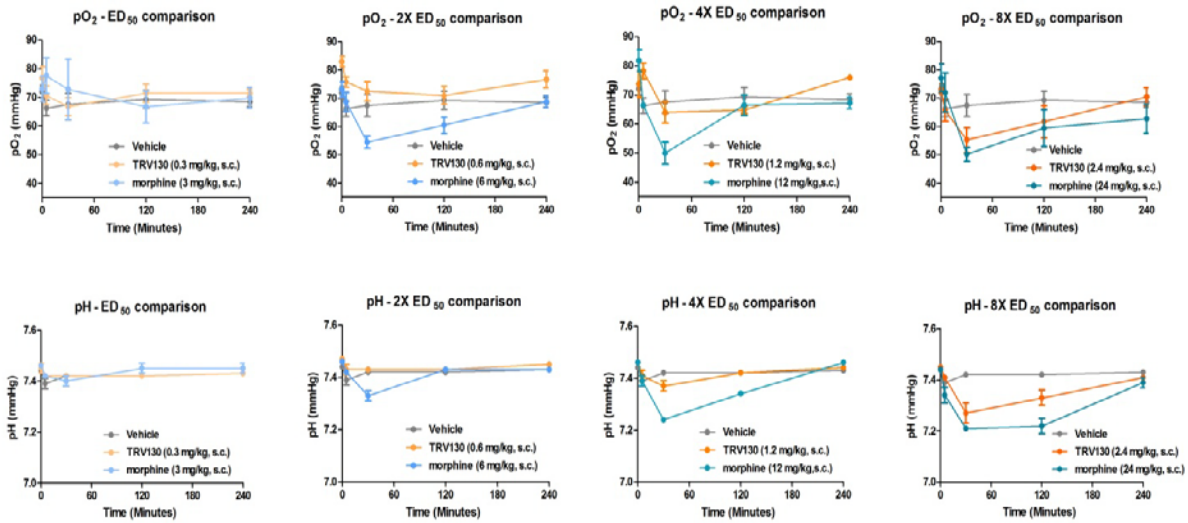 pO₂ - ED₅₀ comparison
90
80
70
60
50
40
pO₂ (mmHg)
Vehicle
TRV130 (0.3 mg/kg, s.c.)
morphine (3 mg/kg, s.c.)
0 60 120 180 240
Time (Minutes)
pO₂ - 2X ED₅₀ comparison
90
80
70
60
50
40
pO₂ (mmHg)
Vehicle
TRV130 (0.6 mg/kg, s.c.)
morphine (6 mg/kg, s.c.)
0 60 120 180 240
Time (Minutes)
pO₂ - 4X ED₅₀ comparison
90
80
70
60
50
40
pO₂ (mmHg)
Vehicle
TRV130 (1.2 mg/kg, s.c.)
morphine (12 mg/kg,s.c.)
0 60 120 180 240
Time (Minutes)
pO₂ - 8X ED₅₀ comparison
90
80
70
60
50
40
pO₂ (mmHg)
Vehicle
TRV130 (2.4 mg/kg, s.c.)
morphine (24 mg/kg, s.c.)
0 60 120 180 240
Time (Minutes)
pH - ED₅₀ comparison
7.6
7.4
7.2
7.0
pH (mmHg)
Vehicle
TRV130 (0.3 mg/kg, s.c.)
morphine (3 mg/kg, s.c.)
0 60 120 180 240
Time (Minutes)
pH - 2X ED₅₀ comparison
7.6
7.4
7.2
7.0
pH (mmHg)
Vehicle
TRV130 (0.6 mg/kg, s.c.)
morphine (6 mg/kg, s.c.)
0 60 120 180 240
Time (Minutes)
pH - 4X ED₅₀ comparison
7.6
7.4
7.2
7.0
pH (mmHg)
Vehicle
TRV130 (1.2 mg/kg, s.c.)
morphine (12 mg/kg, s.c.)
0 60 120 180 240
Time (Minutes)
pH - 8X ED₅₀ comparison
7.6
7.4
7.2
7.0
pH (mmHg)
Vehicle
TRV130 (2.4 mg/kg, s.c.)
morphine (24 mg/kg, s.c.)
0 60 120 180 240
Time (Minutes)